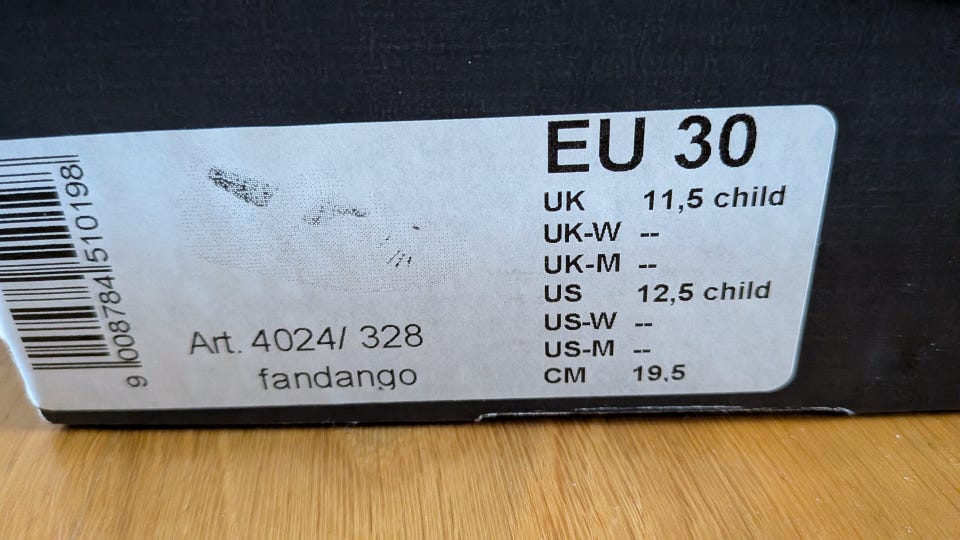 9 008784 510198
Art. 4024/ 328
fandango
EU 30
UK 11,5 child
UK-W --
UK-M --
US 12,5 child
US-W --
US-M --
CM 19.5